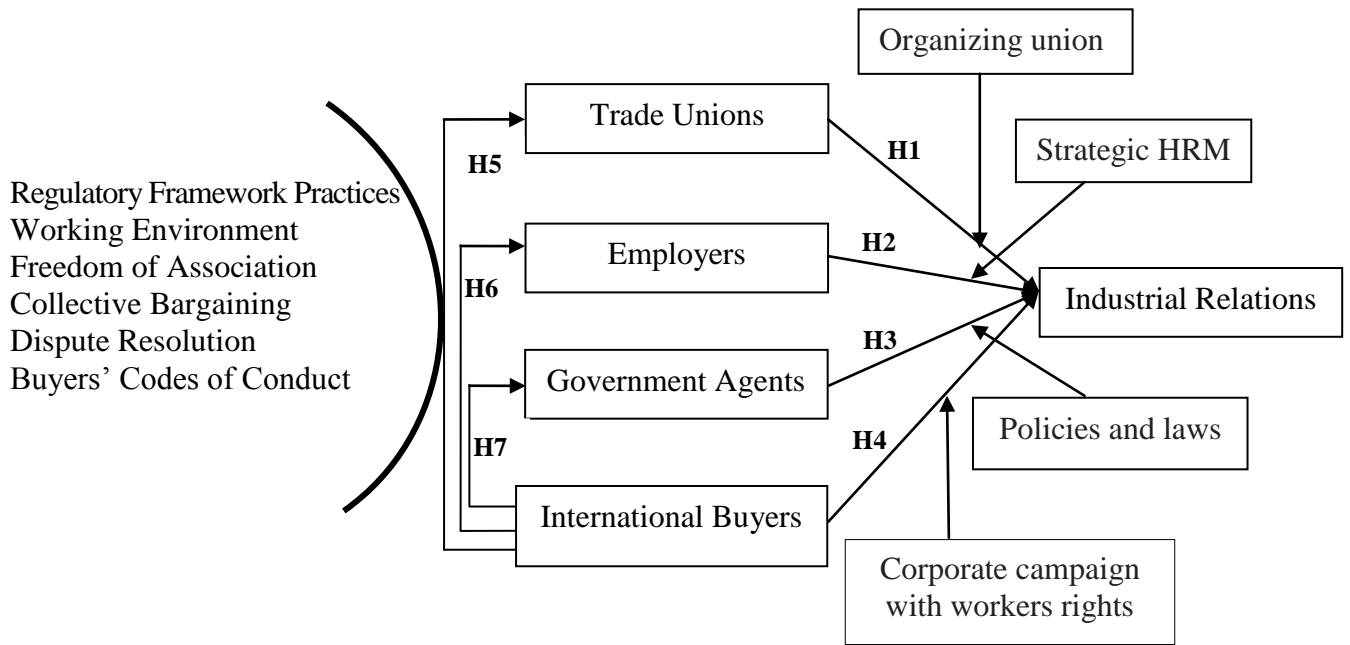 Organizing union
Trade Unions
H1
Strategic HRM
H5
Regulatory Framework Practices
Working Environment
Freedom of Association
Collective Bargaining
Dispute Resolution
Buyers’ Codes of Conduct
Employers
H2
H6
Industrial Relations
Government Agents
H3
H7
Policies and laws
H4
International Buyers
Corporate campaign
with workers rights